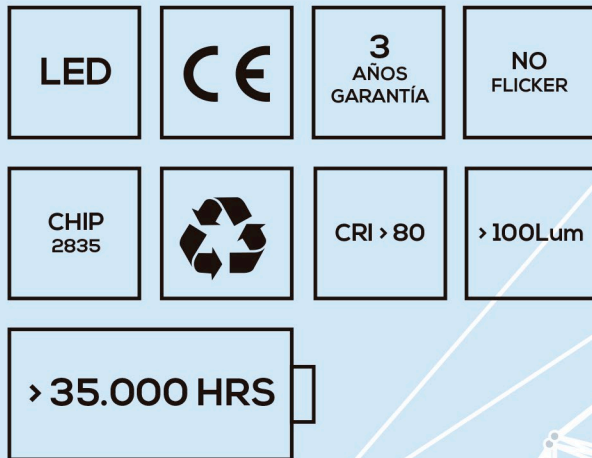 LED
CE
3
AÑOS
GARANTÍA
NO
FLICKER
CHIP
2835
CRI > 80
> 100Lum
> 35.000 HRS